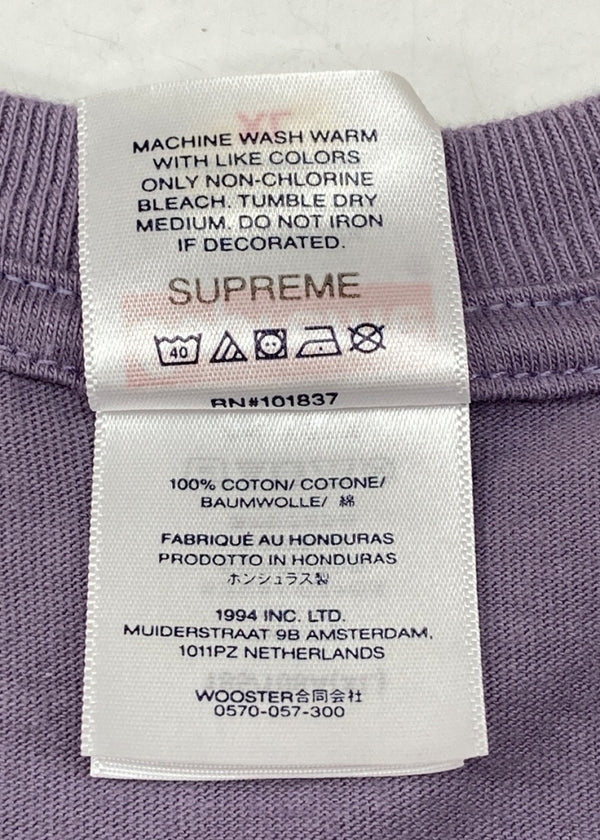 MACHINE WASH WARM
WITH LIKE COLORS
ONLY NON-CHLORINE
BLEACH. TUMBLE DRY
MEDIUM. DO NOT IRON
IF DECORATED.
SUPREME
40
RN#101837
100% COTON/ COTONE/
BAUMWOLLE/ 綿
FABRIQUÉ AU HONDURAS
PRODOTTO IN HONDURAS
ホンジュラス製
1994 INC. LTD.
MUIDERSTRAAT 9B AMSTERDAM,
1011PZ NETHERLANDS
WOOSTER合同会社
0570-057-300